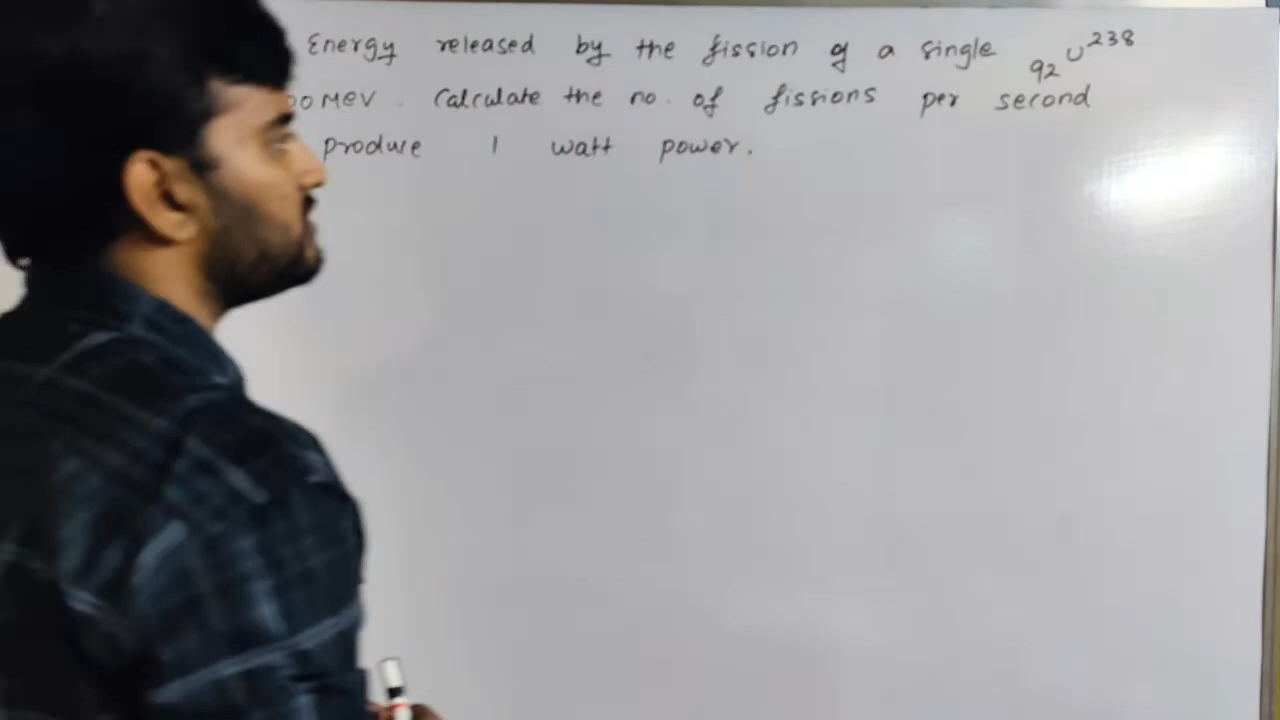 Energy released by the fission of a single ₉₂U²³⁸
00 MeV. Calculate the no. of fissions per second
produce 1 watt power.